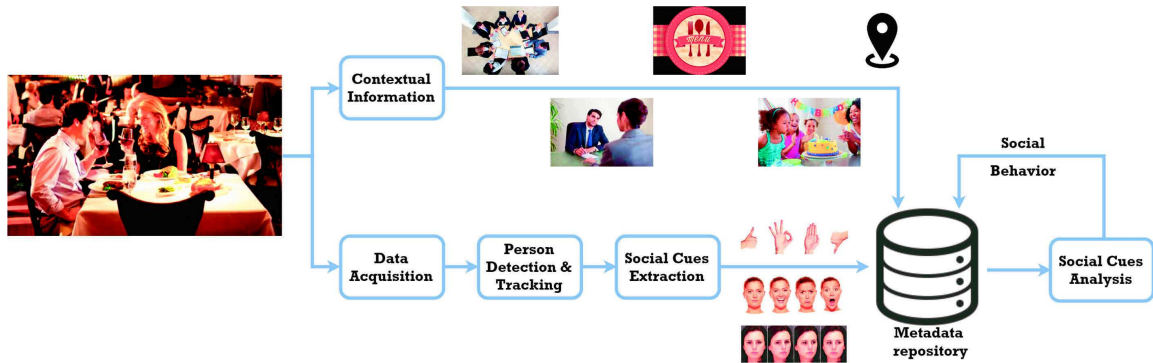 Contextual
Information
menu
Social
Behavior
Data
Acquisition
Person
Detection &
Tracking
Social Cues
Extraction
Social Cues
Analysis
Metadata
repository